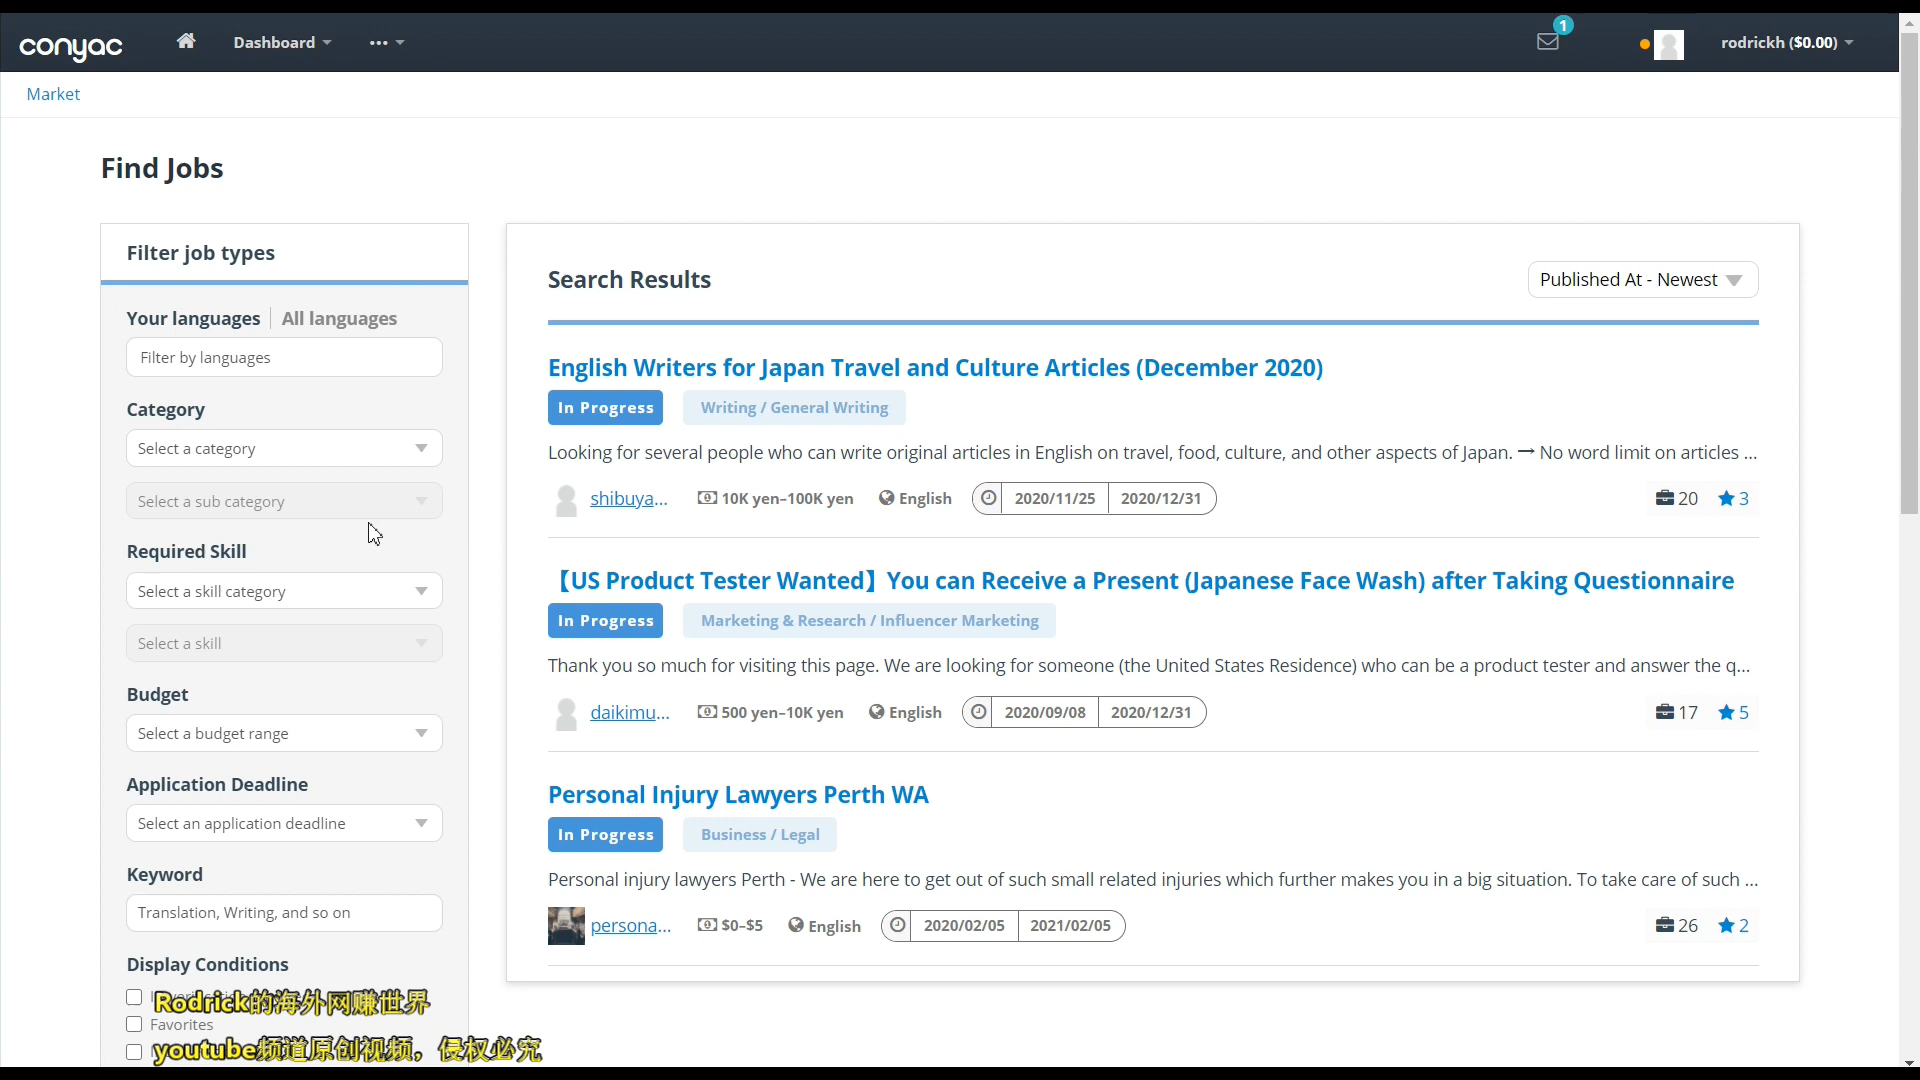 conyac
Dashboard
1
rodrickh ($0.00)
Market
Find Jobs
Filter job types
Your languages
All languages
Filter by languages
Category
Select a category
Select a sub category
Required Skill
Select a skill category
Select a skill
Budget
Select a budget range
Application Deadline
Select an application deadline
Keyword
Translation, Writing, and so on
Display Conditions
Rodrick的海外网赚世界
Favorites
youtube频道原创视频，侵权必究
Search Results
Published At - Newest
English Writers for Japan Travel and Culture Articles (December 2020)
In Progress
Writing / General Writing
Looking for several people who can write original articles in English on travel, food, culture, and other aspects of Japan. → No word limit on articles ...
shibuya... 10K yen–100K yen English 2020/11/25 2020/12/31 20 3
【US Product Tester Wanted】You can Receive a Present (Japanese Face Wash) after Taking Questionnaire
In Progress
Marketing & Research / Influencer Marketing
Thank you so much for visiting this page. We are looking for someone (the United States Residence) who can be a product tester and answer the q...
daikimu... 500 yen–10K yen English 2020/09/08 2020/12/31 17 5
Personal Injury Lawyers Perth WA
In Progress
Business / Legal
Personal injury lawyers Perth - We are here to get out of such small related injuries which further makes you in a big situation. To take care of such ...
persona... $0–$5 English 2020/02/05 2021/02/05 26 2